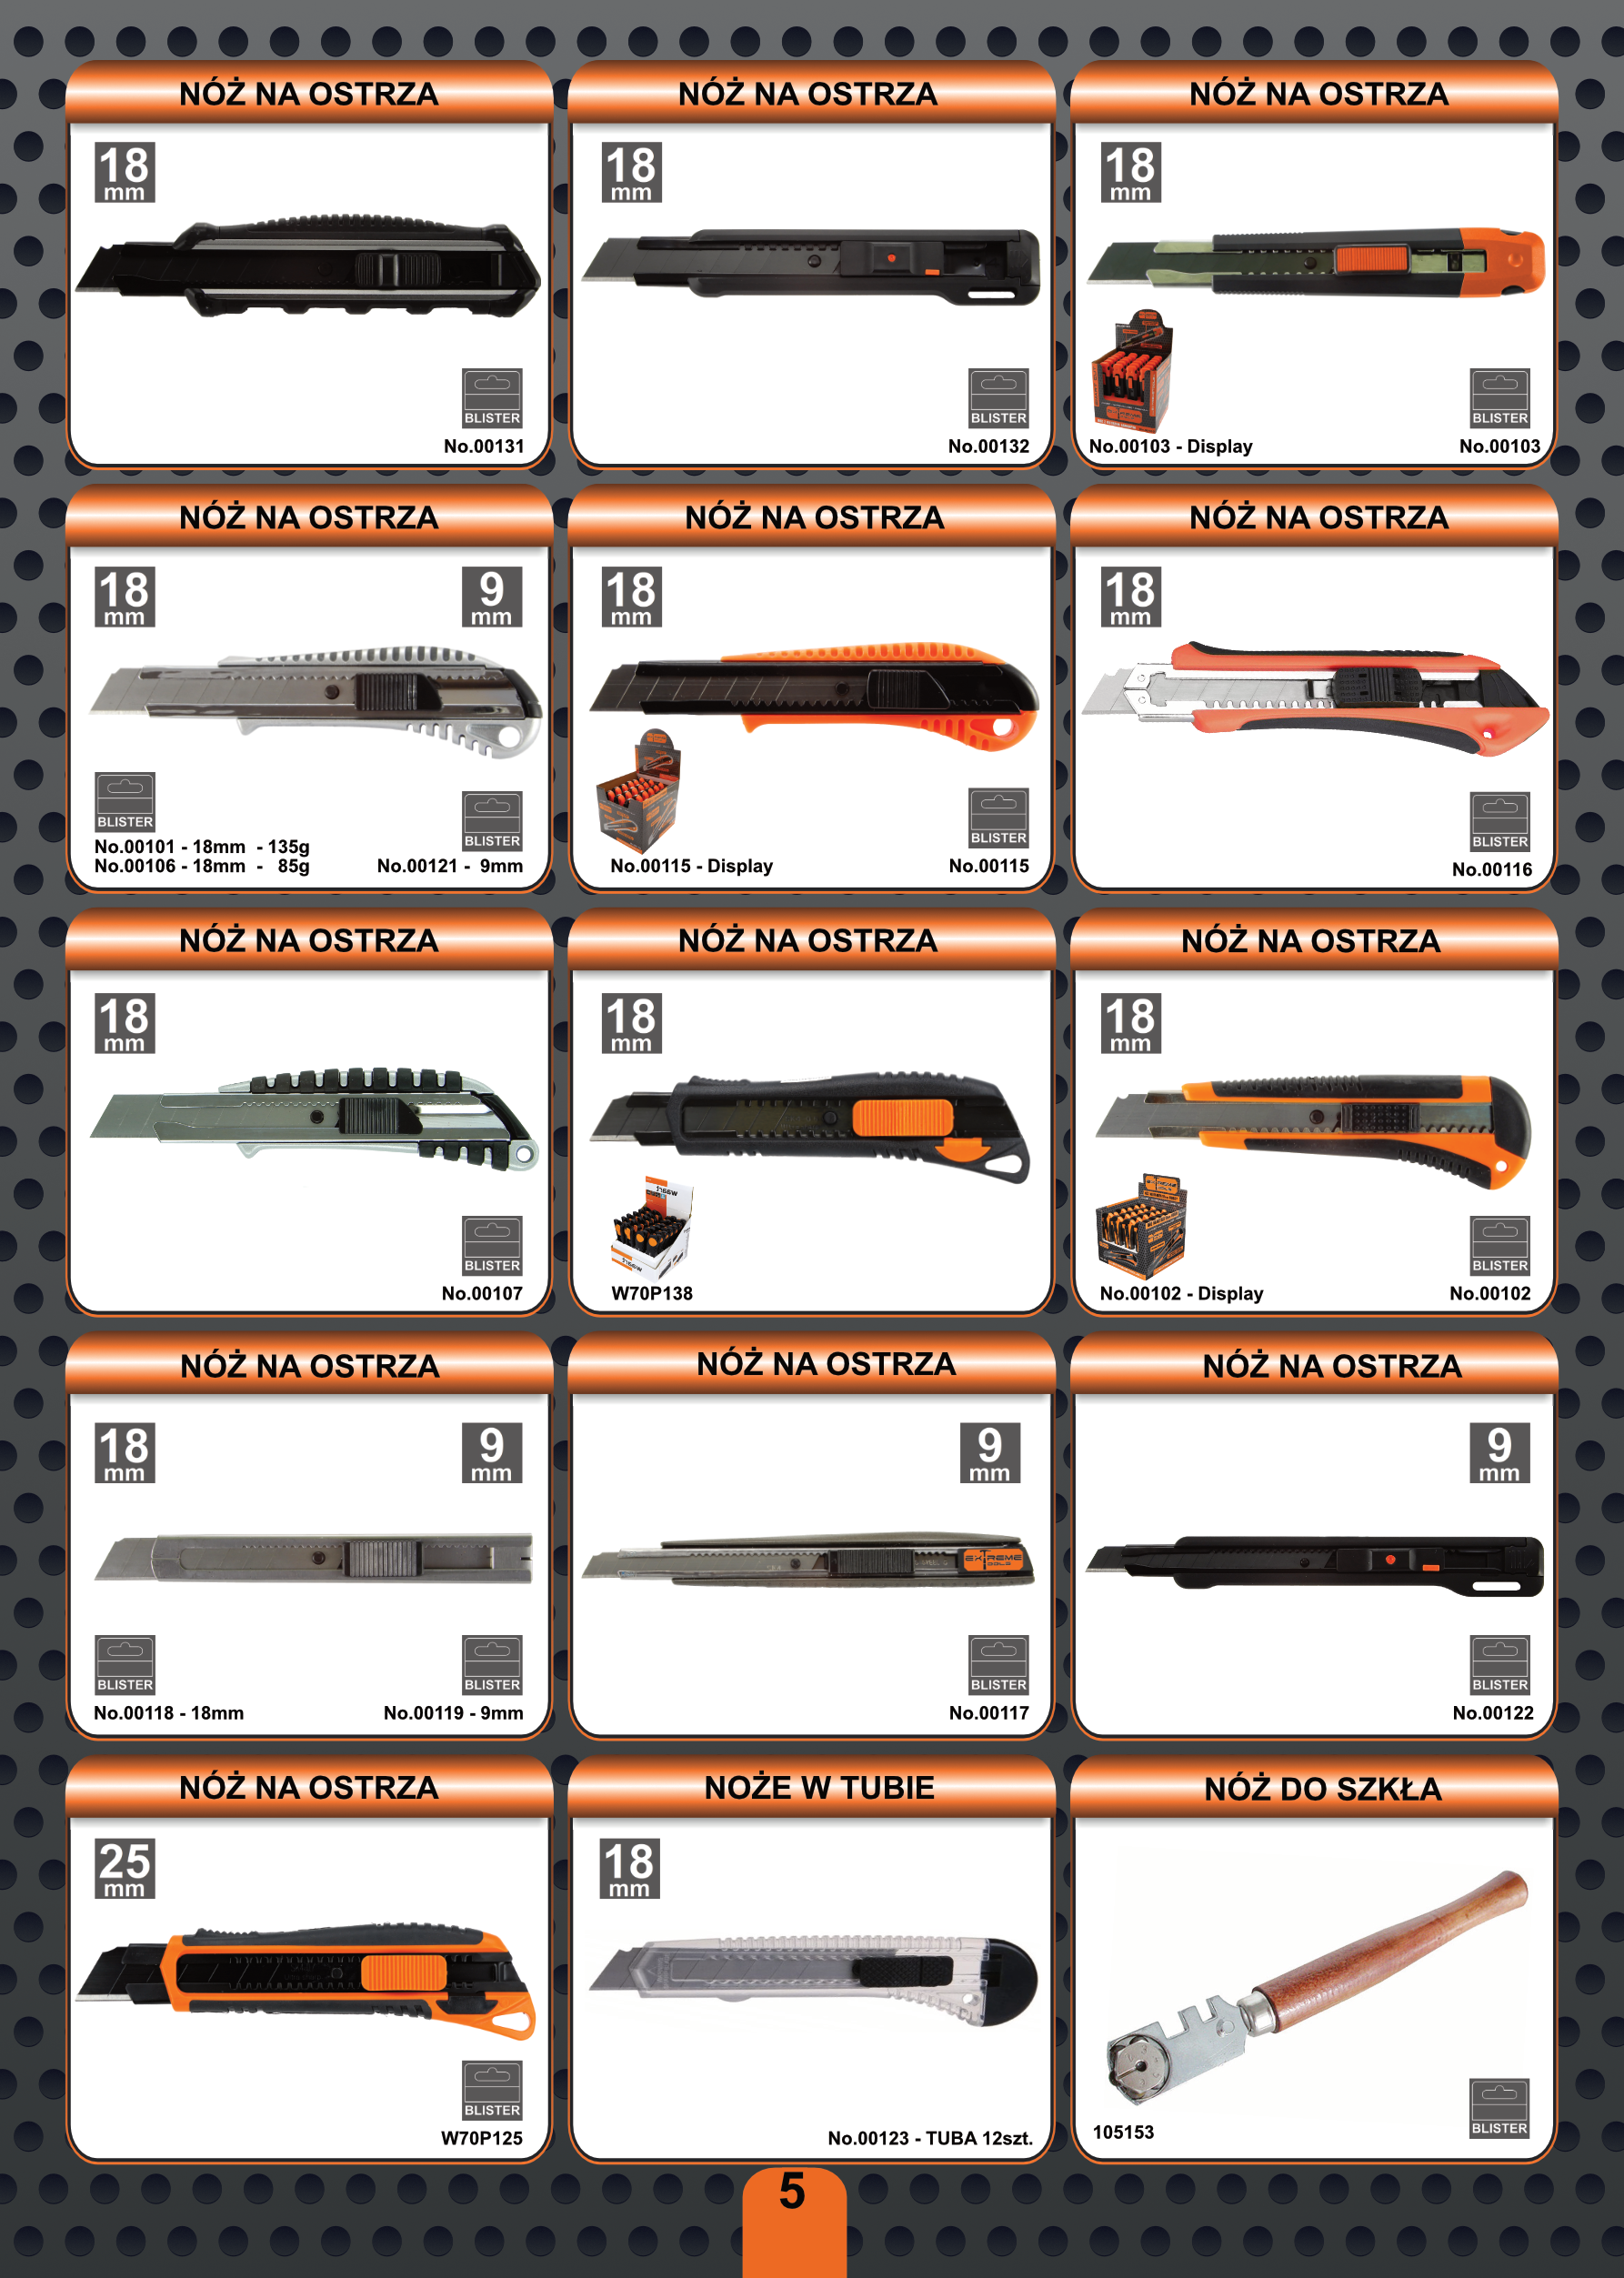 NÓŻ NA OSTRZA
18
mm
BLISTER
No.00131
NÓŻ NA OSTRZA
18
mm
BLISTER
No.00132
NÓŻ NA OSTRZA
18
mm
BLISTER
No.00103 - Display
No.00103
NÓŻ NA OSTRZA
18
mm
9
mm
BLISTER
BLISTER
No.00101 - 18mm - 135g
No.00106 - 18mm - 85g
No.00121 - 9mm
NÓŻ NA OSTRZA
18
mm
BLISTER
No.00115 - Display
No.00115
NÓŻ NA OSTRZA
18
mm
BLISTER
No.00116
NÓŻ NA OSTRZA
18
mm
BLISTER
No.00107
NÓŻ NA OSTRZA
18
mm
W70P138
NÓŻ NA OSTRZA
18
mm
BLISTER
No.00102 - Display
No.00102
NÓŻ NA OSTRZA
18
mm
9
mm
BLISTER
BLISTER
No.00118 - 18mm
No.00119 - 9mm
NÓŻ NA OSTRZA
9
mm
EXTREME
TOOLS
BLISTER
No.00117
NÓŻ NA OSTRZA
9
mm
BLISTER
No.00122
NÓŻ NA OSTRZA
25
mm
BLISTER
W70P125
NOŻE W TUBIE
18
mm
No.00123 - TUBA 12szt.
NÓŻ DO SZKŁA
BLISTER
105153
5